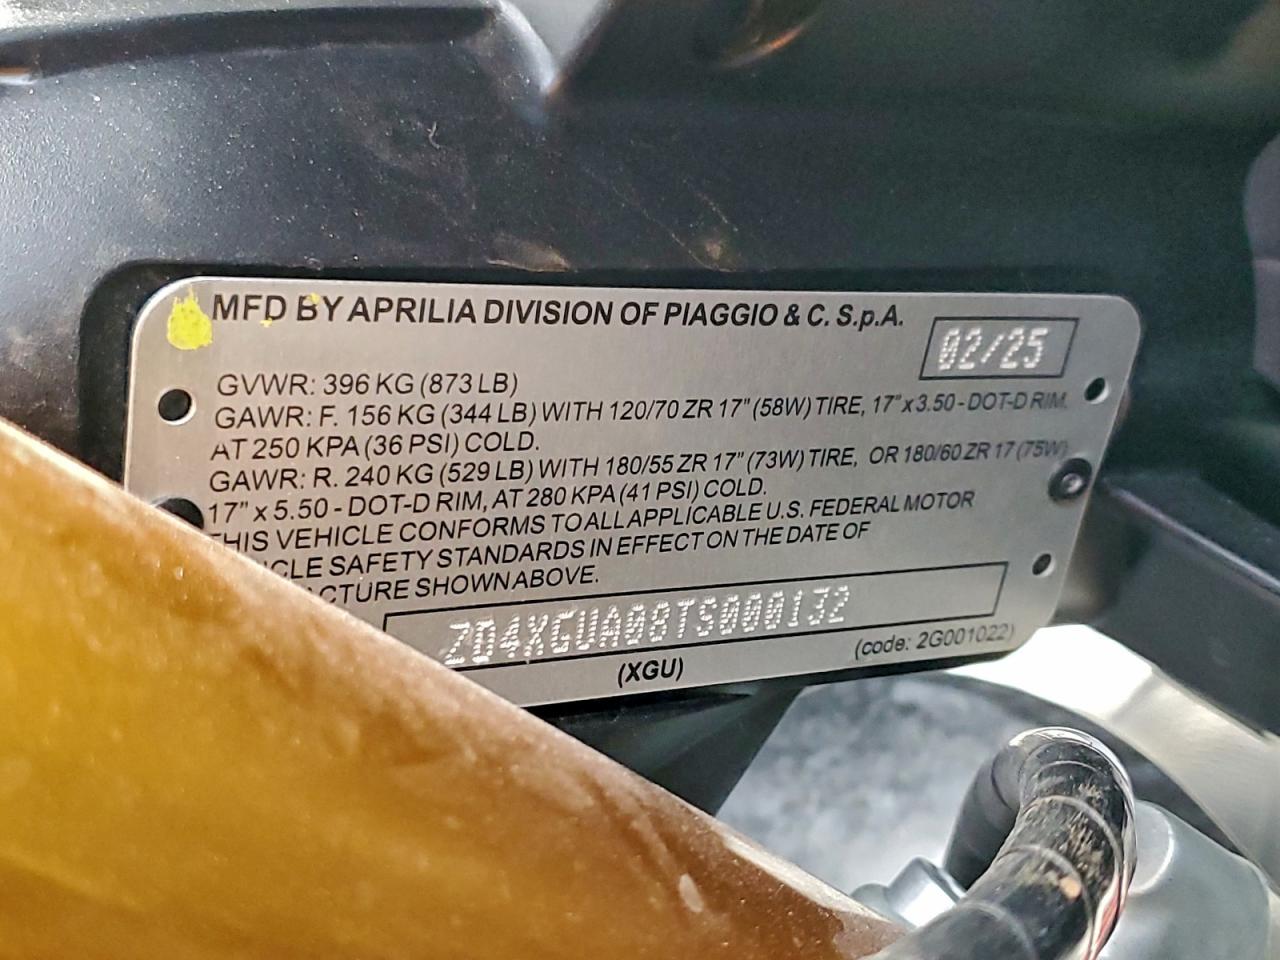 MFD BY APRILIA DIVISION OF PIAGGIO & C. S.p.A.
02/25
GVWR: 396 KG (873 LB)
GAWR: F. 156 KG (344 LB) WITH 120/70 ZR 17" (58W) TIRE, 17" x 3.50 - DOT-D RIM,
AT 250 KPA (36 PSI) COLD.
GAWR: R. 240 KG (529 LB) WITH 180/55 ZR 17" (73W) TIRE, OR 180/60 ZR 17 (75W)
17" x 5.50 - DOT-D RIM, AT 280 KPA (41 PSI) COLD.
THIS VEHICLE CONFORMS TO ALL APPLICABLE U.S. FEDERAL MOTOR
ICLE SAFETY STANDARDS IN EFFECT ON THE DATE OF
CTURE SHOWN ABOVE.
ZD4XGUA08TS000132
(XGU)
(code: 2G001022)